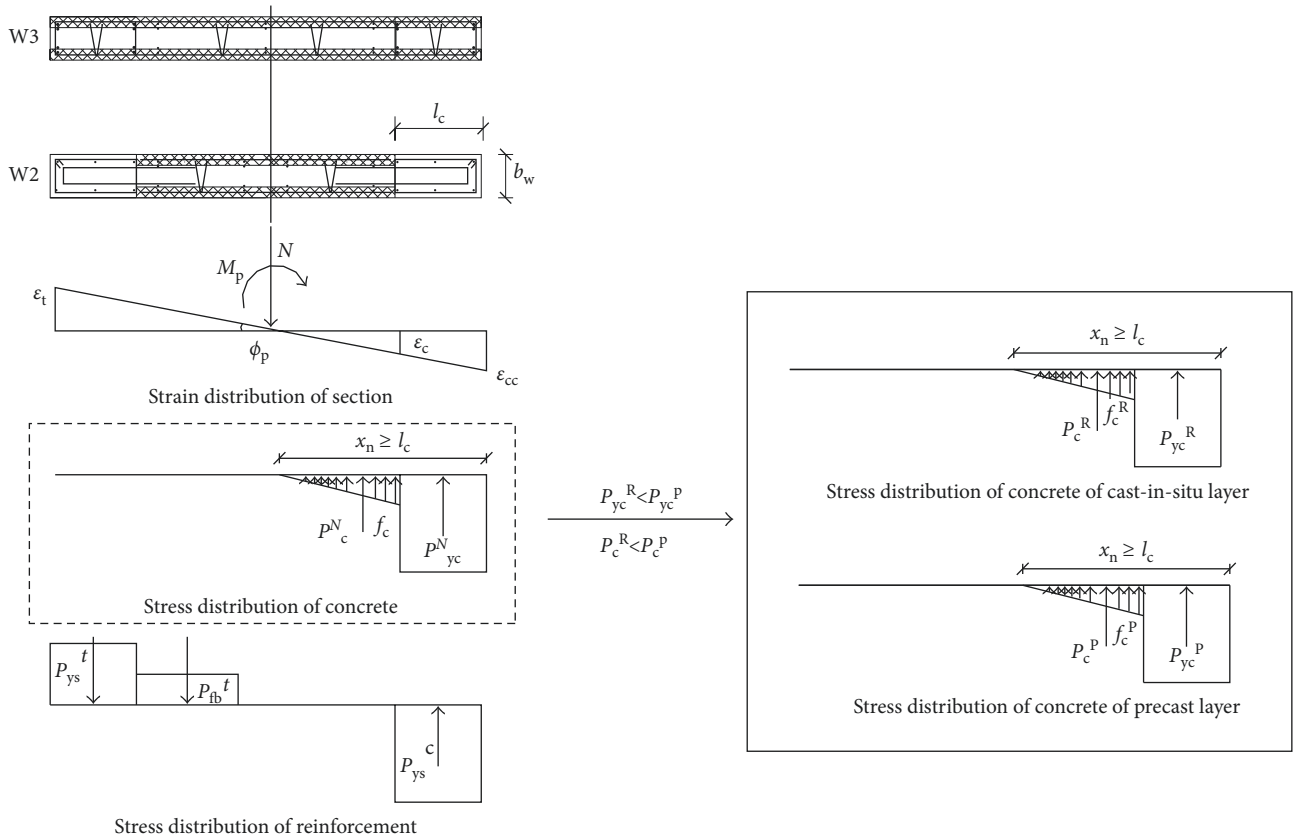 W3
l_c
W2
b_w
N
M_p
ε_t
ϕ_p
ε_c
ε_cc
Strain distribution of section
x_n ≥ l_c
P^N_c
f_c
P^N_yc
Stress distribution of concrete
P_ys^t
P_fb^t
P_ys^c
Stress distribution of reinforcement
P_yc^R<P_yc^p
P_c^R<P_c^p
x_n ≥ l_c
P_c^R
f_c^R
P_yc^R
Stress distribution of concrete of cast-in-situ layer
x_n ≥ l_c
P_c^P
f_c^P
P_yc^P
Stress distribution of concrete of precast layer